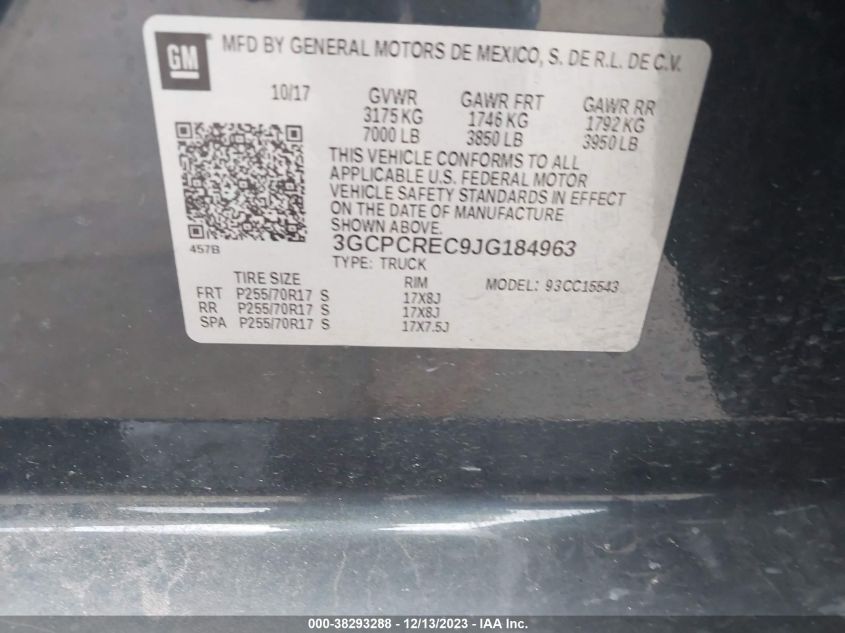 GM
MFD BY GENERAL MOTORS DE MEXICO, S. DE R.L. DE C.V.
10/17 GVWR GAWR FRT GAWR RR
3175 KG 1746 KG 1792 KG
7000 LB 3850 LB 3950 LB
THIS VEHICLE CONFORMS TO ALL
APPLICABLE U.S. FEDERAL MOTOR
VEHICLE SAFETY STANDARDS IN EFFECT
ON THE DATE OF MANUFACTURE
SHOWN ABOVE.
457B
3GCPCREC9JG184963
TYPE: TRUCK
TIRE SIZE RIM MODEL: 93CC15543
FRT P255/70R17 S 17X8J
RR P255/70R17 S 17X8J
SPA P255/70R17 S 17X7.5J
000-38293288 - 12/13/2023 - IAA Inc.